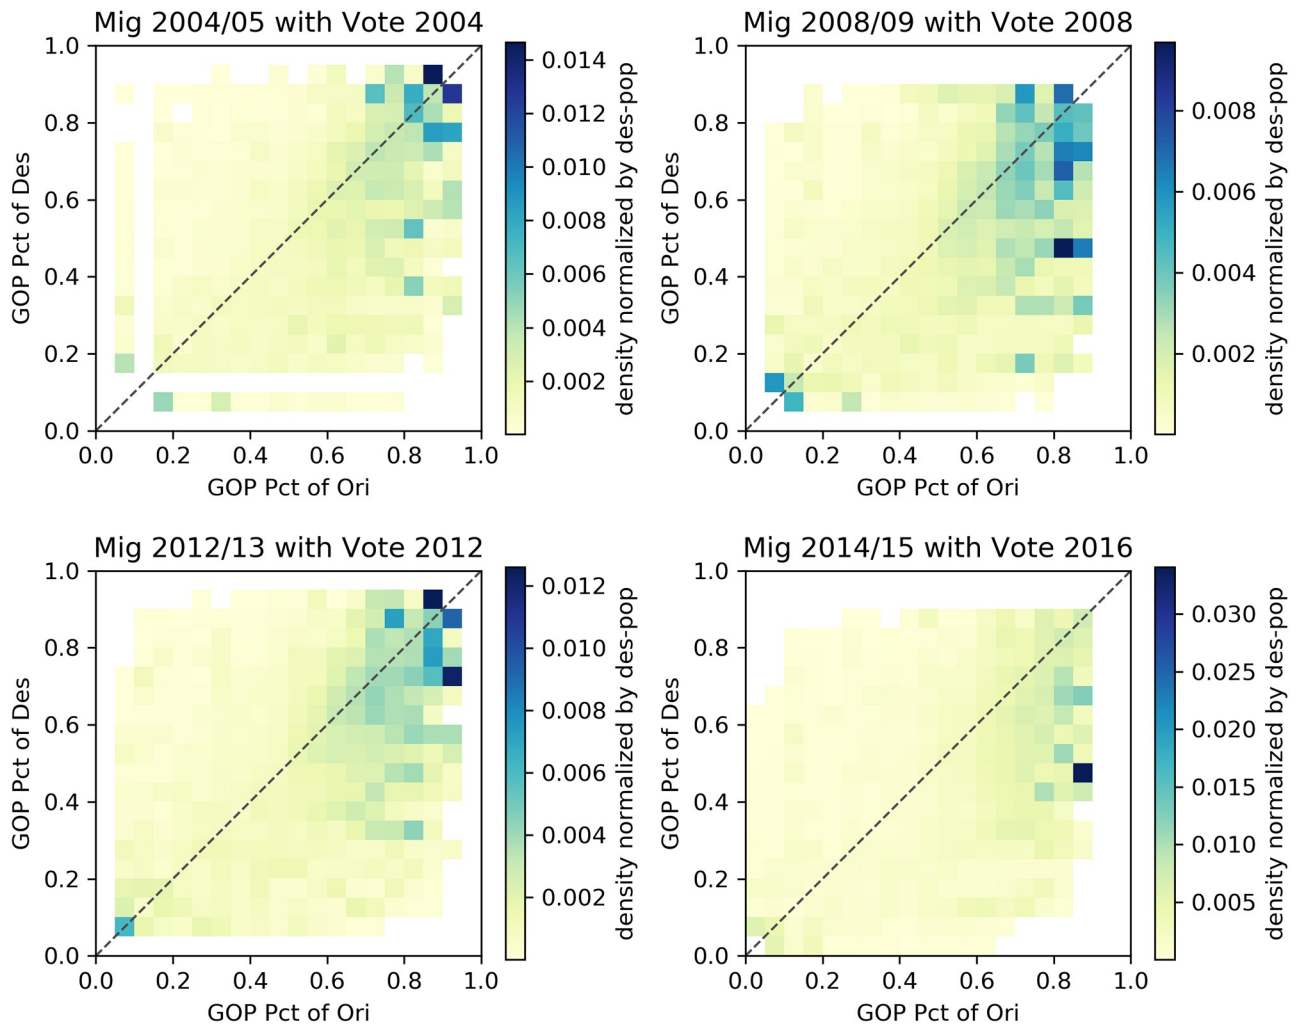 Mig 2004/05 with Vote 2004
1.0
0.8
0.6
0.4
0.2
0.0
GOP Pct of Des
0.0 0.2 0.4 0.6 0.8 1.0
GOP Pct of Ori
0.014
0.012
0.010
0.008
0.006
0.004
0.002
density normalized by des-pop
Mig 2008/09 with Vote 2008
1.0
0.8
0.6
0.4
0.2
0.0
GOP Pct of Des
0.0 0.2 0.4 0.6 0.8 1.0
GOP Pct of Ori
0.008
0.006
0.004
0.002
density normalized by des-pop
Mig 2012/13 with Vote 2012
1.0
0.8
0.6
0.4
0.2
0.0
GOP Pct of Des
0.0 0.2 0.4 0.6 0.8 1.0
GOP Pct of Ori
0.012
0.010
0.008
0.006
0.004
0.002
density normalized by des-pop
Mig 2014/15 with Vote 2016
1.0
0.8
0.6
0.4
0.2
0.0
GOP Pct of Des
0.0 0.2 0.4 0.6 0.8 1.0
GOP Pct of Ori
0.030
0.025
0.020
0.015
0.010
0.005
density normalized by des-pop